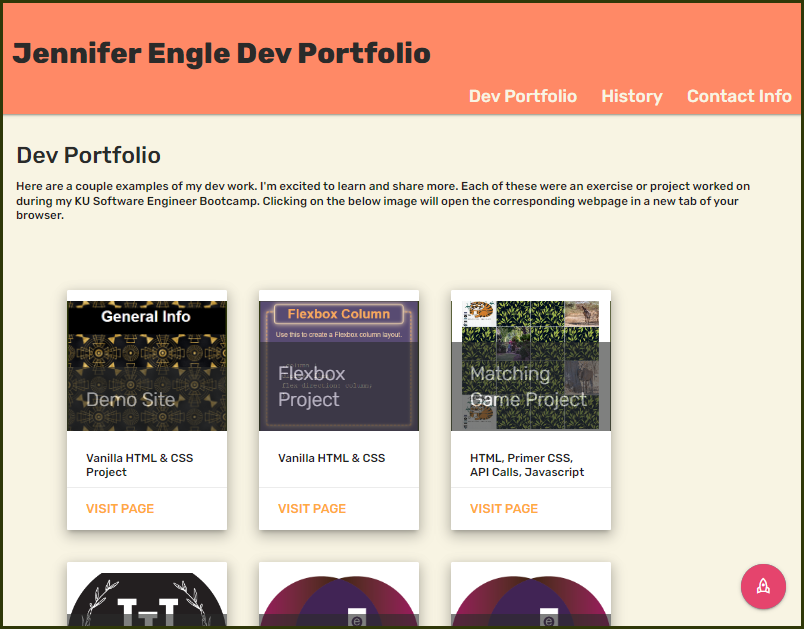 Jennifer Engle Dev Portfolio
Dev Portfolio History Contact Info
Dev Portfolio
Here are a couple examples of my dev work. I'm excited to learn and share more. Each of these were an exercise or project worked on
during my KU Software Engineer Bootcamp. Clicking on the below image will open the corresponding webpage in a new tab of your
browser.
General Info
Demo Site
Vanilla HTML & CSS
Project
VISIT PAGE
Flexbox Column
Use this to create a Flexbox column layout.
Flexbox
flex-direction: column;
Project
Vanilla HTML & CSS
VISIT PAGE
Matching
Game Project
HTML, Primer CSS,
API Calls, Javascript
VISIT PAGE